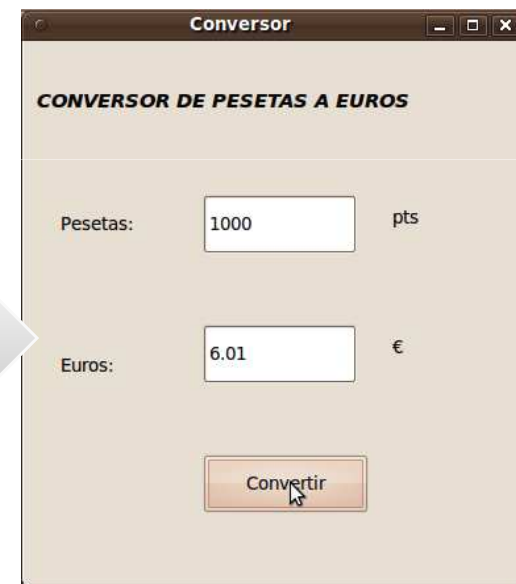 Conversor
CONVERSOR DE PESETAS A EUROS
Pesetas: 1000 pts
Euros: 6.01 €
Convertir